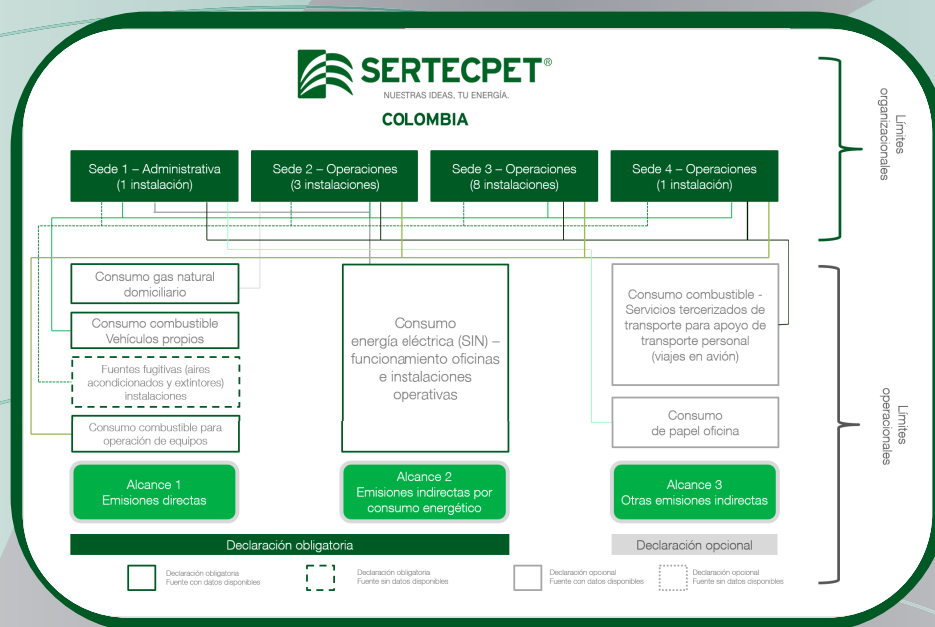 SERTECPET®
NUESTRAS IDEAS, TU ENERGÍA.
COLOMBIA
Límites
organizacionales
Sede 1 – Administrativa
(1 instalación)
Sede 2 – Operaciones
(3 instalaciones)
Sede 3 – Operaciones
(8 instalaciones)
Sede 4 – Operaciones
(1 instalación)
Consumo gas natural
domiciliario
Consumo combustible
Vehículos propios
Fuentes fugitivas (aires
acondicionados y extintores)
instalaciones
Consumo combustible para
operación de equipos
Consumo
energía eléctrica (SIN) –
funcionamiento oficinas
e instalaciones
operativas
Consumo combustible -
Servicios tercerizados de
transporte para apoyo de
transporte personal
(viajes en avión)
Consumo
de papel oficina
Límites
operacionales
Alcance 1
Emisiones directas
Alcance 2
Emisiones indirectas por
consumo energético
Alcance 3
Otras emisiones indirectas
Declaración obligatoria
Declaración opcional
Declaración obligatoria
Fuente con datos disponibles
Declaración obligatoria
Fuente sin datos disponibles
Declaración opcional
Fuente con datos disponibles
Declaración opcional
Fuente sin datos disponibles